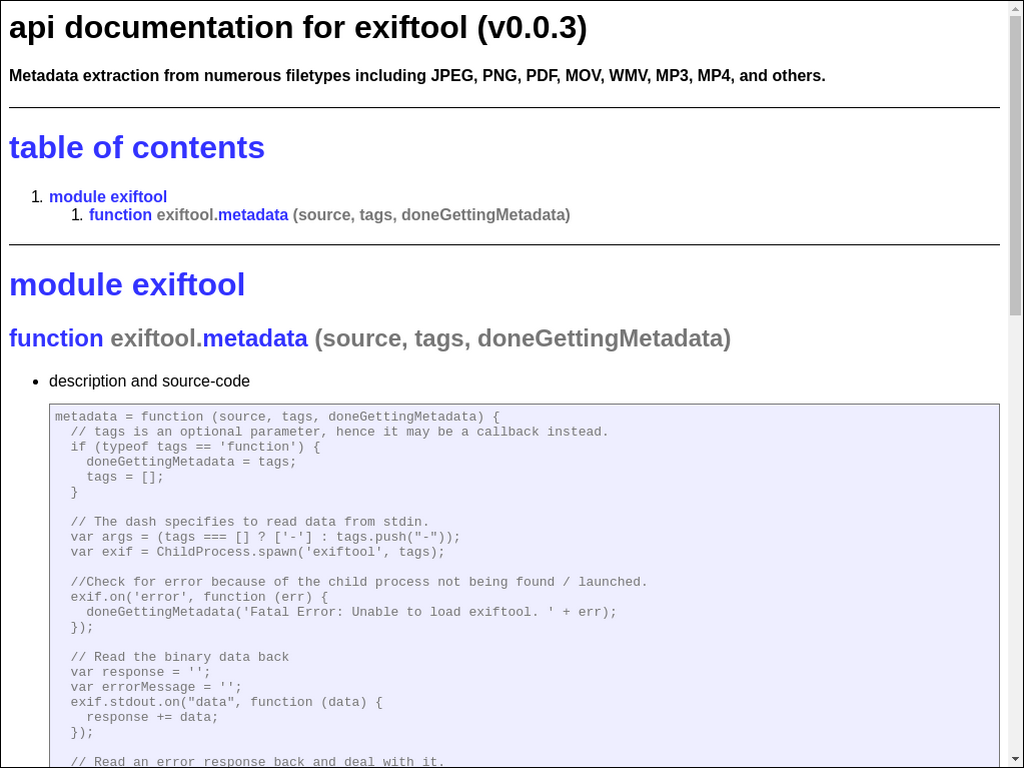 api documentation for exiftool (v0.0.3)
Metadata extraction from numerous filetypes including JPEG, PNG, PDF, MOV, WMV, MP3, MP4, and others.
table of contents
1. module exiftool
1. function exiftool.metadata (source, tags, doneGettingMetadata)
module exiftool
function exiftool.metadata (source, tags, doneGettingMetadata)
• description and source-code
metadata = function (source, tags, doneGettingMetadata) {
  // tags is an optional parameter, hence it may be a callback instead.
  if (typeof tags == 'function') {
    doneGettingMetadata = tags;
    tags = [];
  }
  // The dash specifies to read data from stdin.
  var args = (tags === [] ? ['-'] : tags.push("-"));
  var exif = ChildProcess.spawn('exiftool', tags);
  //Check for error because of the child process not being found / launched.
  exif.on('error', function (err) {
    doneGettingMetadata('Fatal Error: Unable to load exiftool. ' + err);
  });
  // Read the binary data back
  var response = '';
  var errorMessage = '';
  exif.stdout.on("data", function (data) {
    response += data;
  });
  // Read an error response back and deal with it.